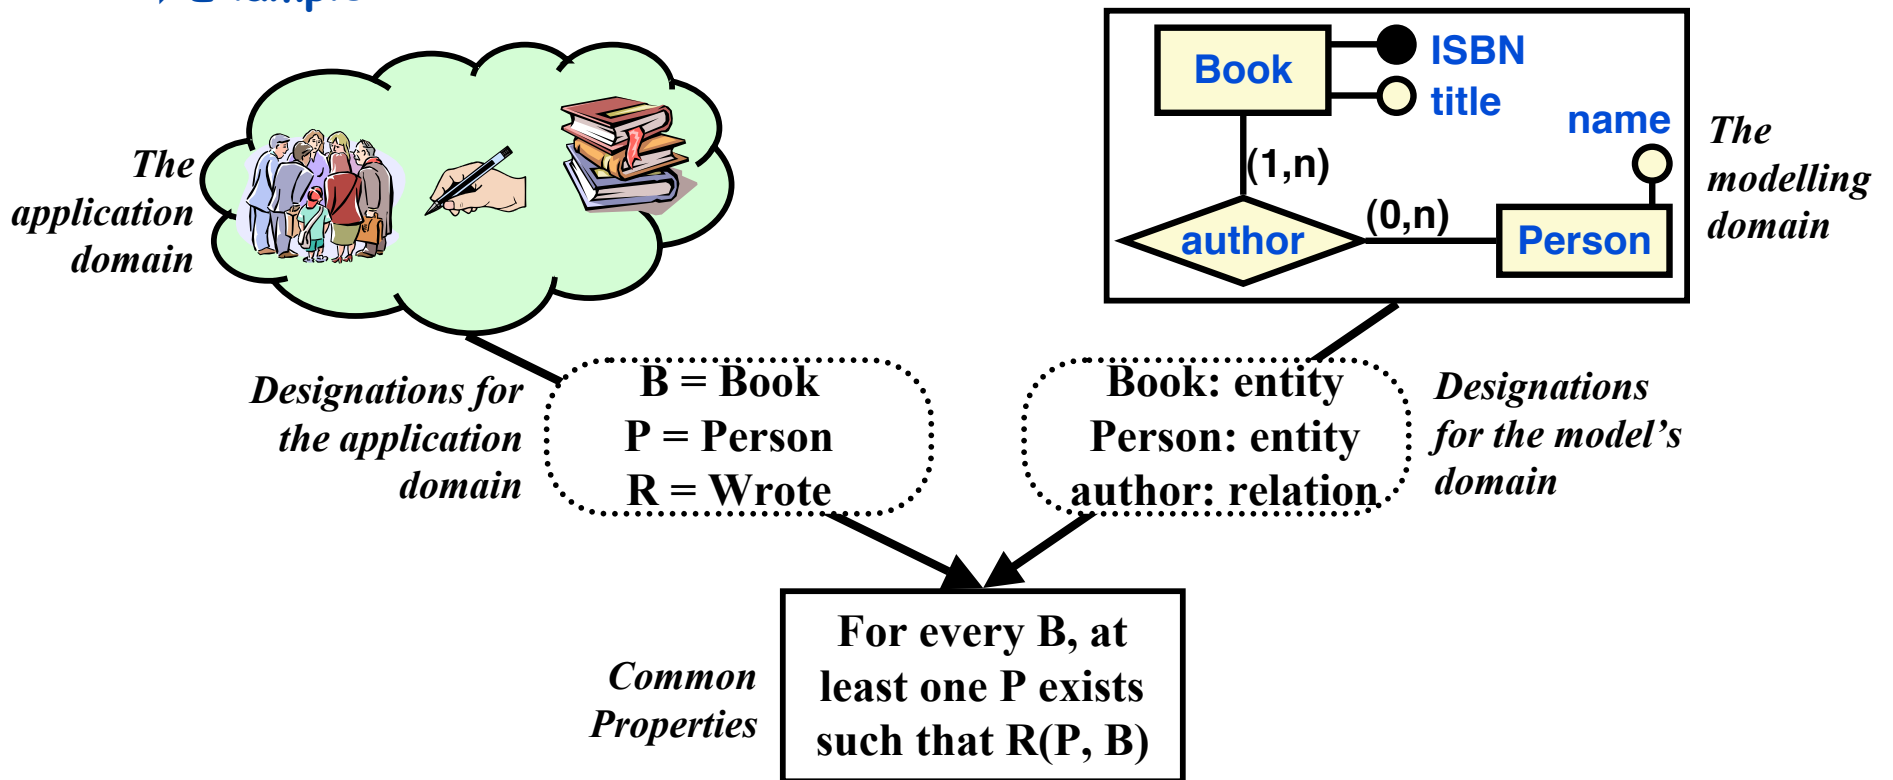 The
application
domain
Book
ISBN
title
name
(1,n)
(0,n)
author
Person
The
modelling
domain
Designations for
the application
domain
B = Book
P = Person
R = Wrote
Book: entity
Person: entity
author: relation
Designations
for the model’s
domain
Common
Properties
For every B, at
least one P exists
such that R(P, B)